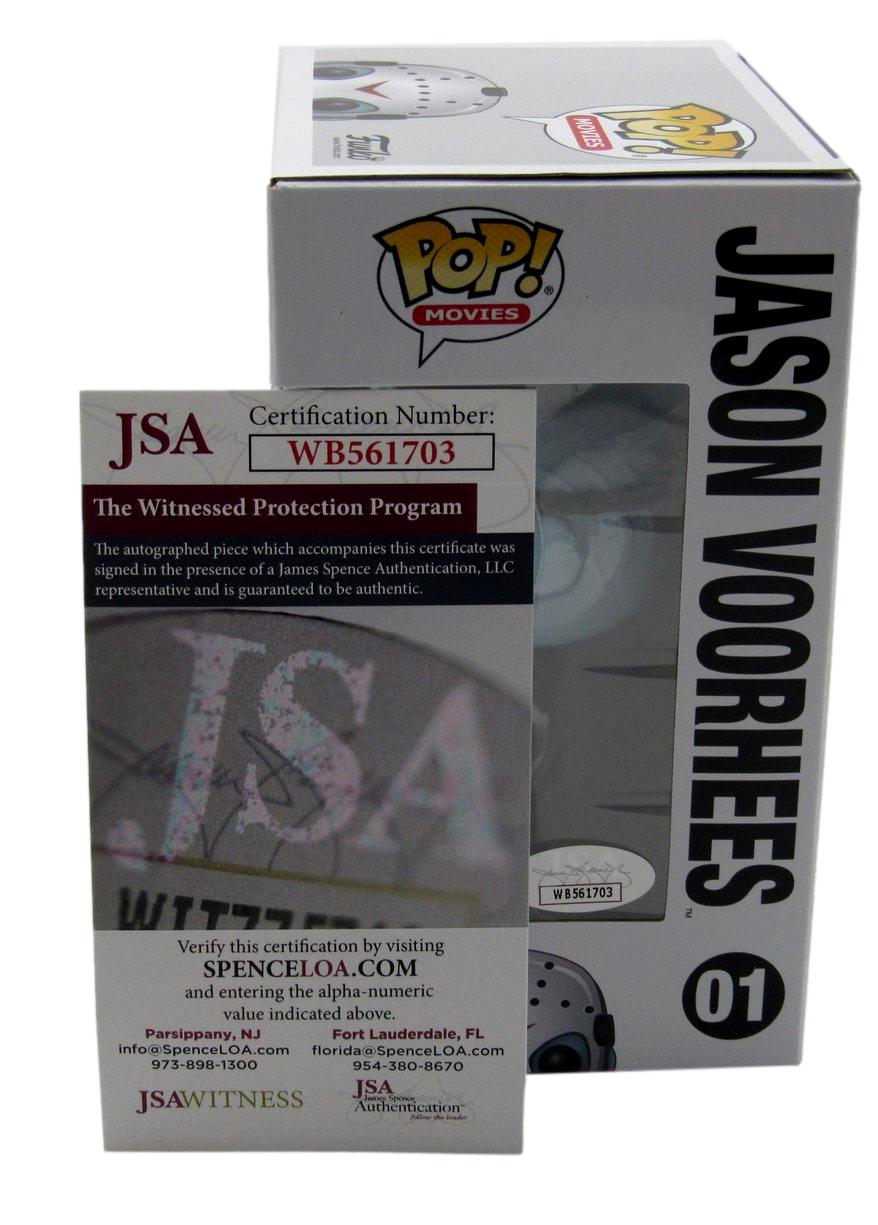 Funko
POP!
MOVIES
POP!
®
MOVIES
JASON VOORHEES
™
01
JSA
Certification Number:
WB561703
The Witnessed Protection Program
The autographed piece which accompanies this certificate was
signed in the presence of a James Spence Authentication, LLC
representative and is guaranteed to be authentic.
JSA
WB561703
Verify this certification by visiting
SPENCELOA.COM
and entering the alpha-numeric
value indicated above.
Parsippany, NJ
info@SpenceLOA.com
973-898-1300
Fort Lauderdale, FL
florida@SpenceLOA.com
954-380-8670
JSAWITNESS
JSA
James Spence
Authentication
follow the leader